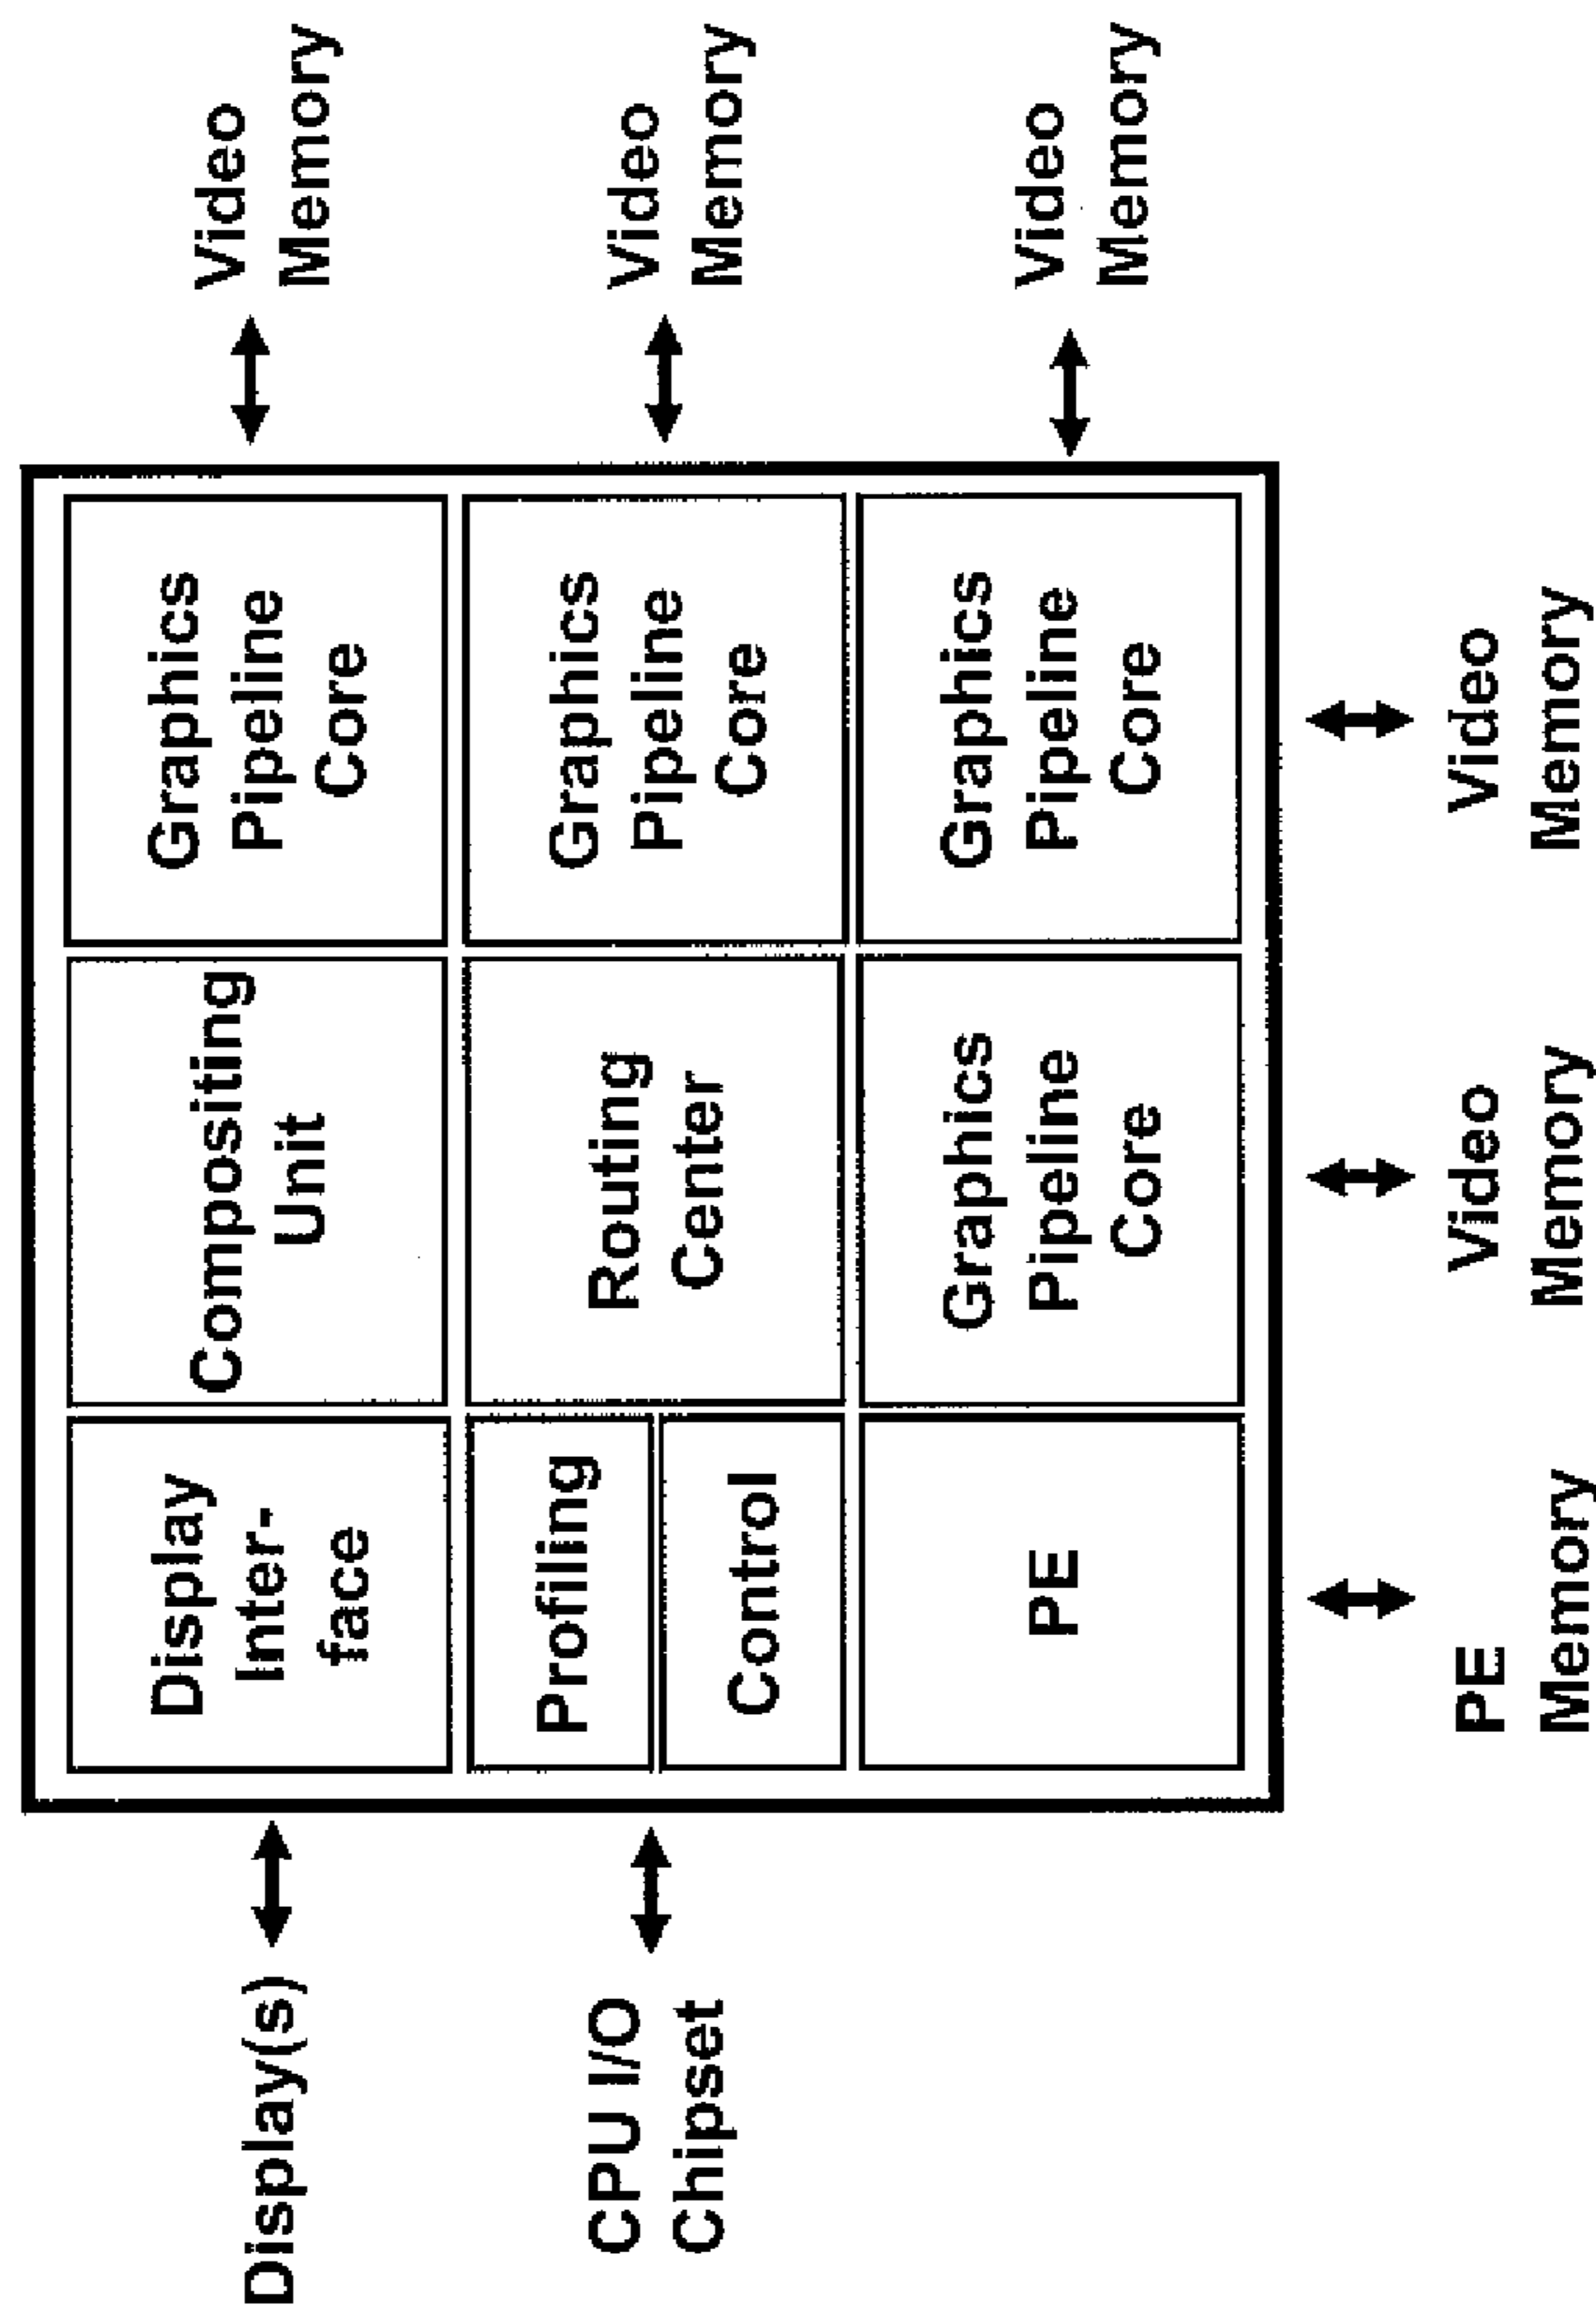 Display(s)
Display
Inter-
face
Compositing
Unit
Graphics
Pipeline
Core
Video
Memory
CPU I/O
Chipset
Profiling
Control
Routing
Center
Graphics
Pipeline
Core
Video
Memory
PE
Graphics
Pipeline
Core
Graphics
Pipeline
Core
Video
Memory
PE
Memory
Video
Memory
Video
Memory